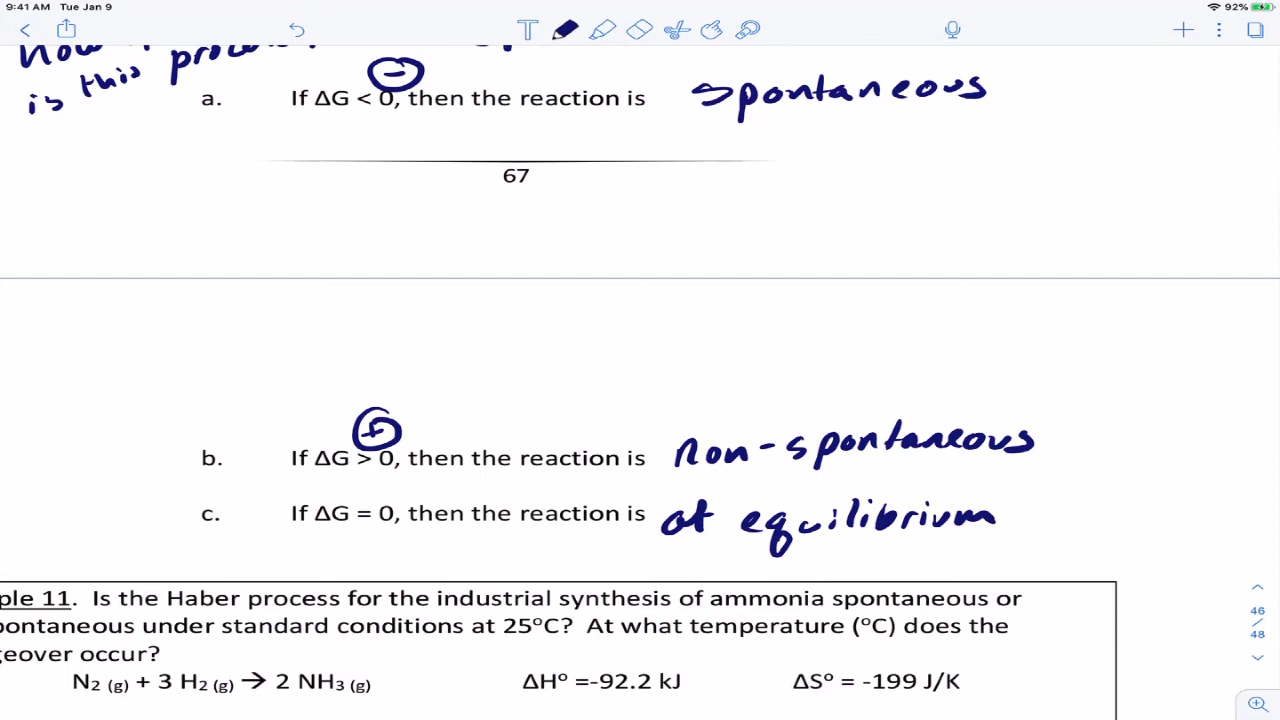 9:41 AM Tue Jan 9
92%
is this process
a. If ΔG < 0, then the reaction is spontaneous
67
b. If ΔG > 0, then the reaction is non-spontaneous
c. If ΔG = 0, then the reaction is at equilibrium
ple 11. Is the Haber process for the industrial synthesis of ammonia spontaneous or
pontaneous under standard conditions at 25°C? At what temperature (°C) does the
geover occur?
N₂ (g) + 3 H₂ (g) → 2 NH₃ (g) ΔH° =-92.2 kJ ΔS° = -199 J/K
46
/
48